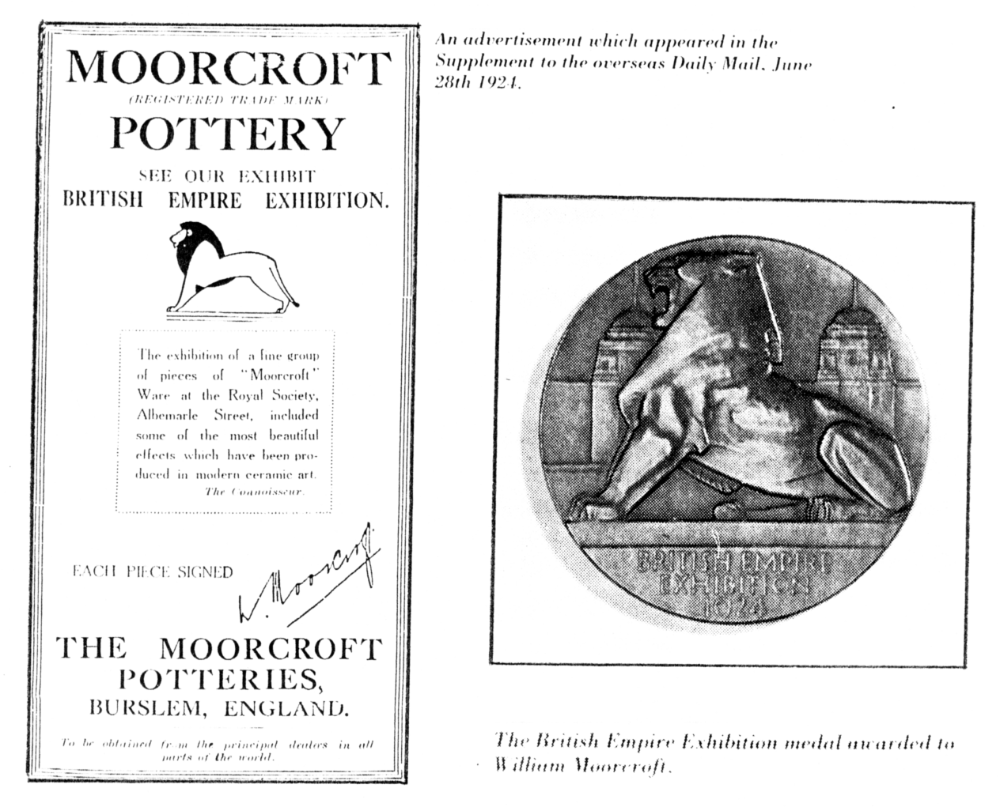 MOORCROFT
(REGISTERED TRADE MARK)
POTTERY
SEE OUR EXHIBIT
BRITISH EMPIRE EXHIBITION.
The exhibition of a fine group
of pieces of "Moorcroft"
Ware at the Royal Society,
Albemarle Street, included
some of the most beautiful
effects which have been pro-
duced in modern ceramic art.
The Connoisseur.
EACH PIECE SIGNED
W. Moorcroft
THE MOORCROFT
POTTERIES,
BURSLEM, ENGLAND.
To be obtained from the principal dealers in all
parts of the world.
An advertisement which appeared in the
Supplement to the overseas Daily Mail, June
28th 1924.
BRITISH EMPIRE
EXHIBITION
1924
The British Empire Exhibition medal awarded to
William Moorcroft.